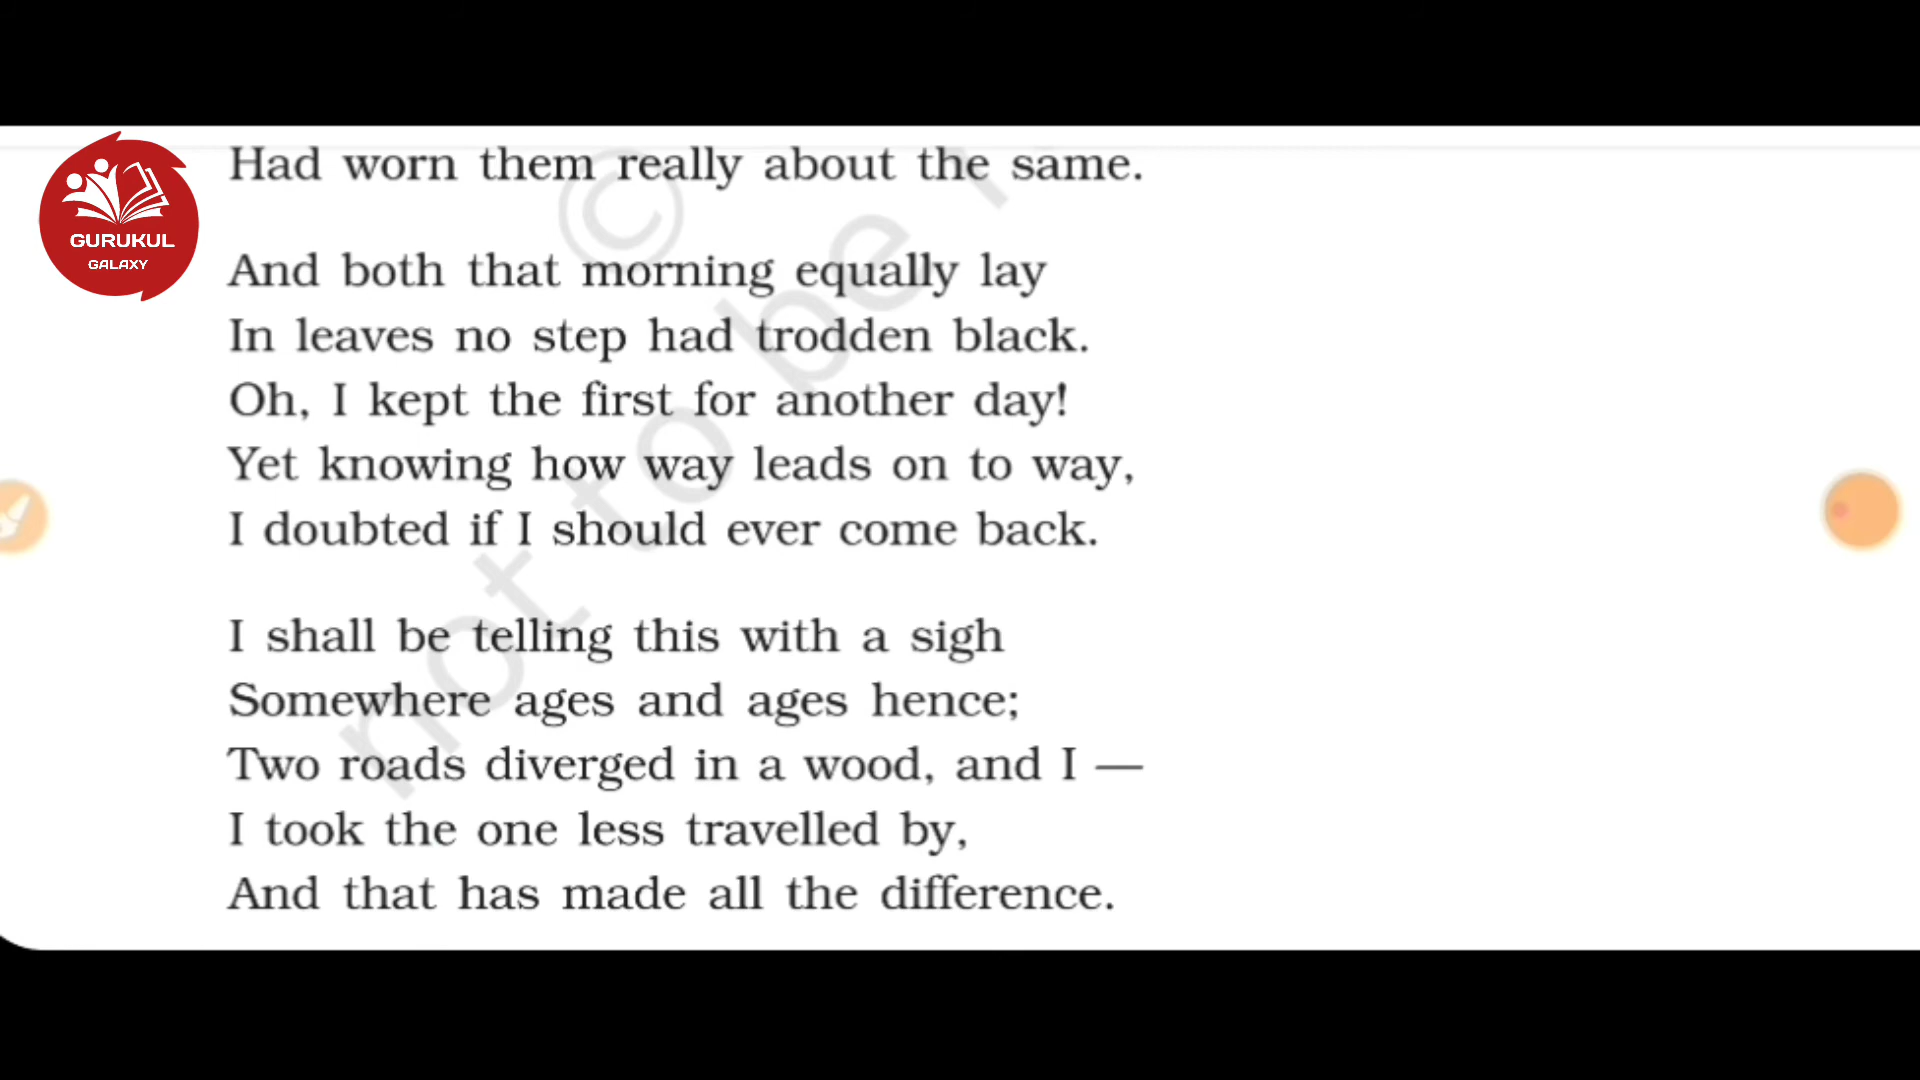 GURUKUL
GALAXY
Had worn them really about the same.
And both that morning equally lay
In leaves no step had trodden black.
Oh, I kept the first for another day!
Yet knowing how way leads on to way,
I doubted if I should ever come back.
I shall be telling this with a sigh
Somewhere ages and ages hence;
Two roads diverged in a wood, and I —
I took the one less travelled by,
And that has made all the difference.
©
not to be